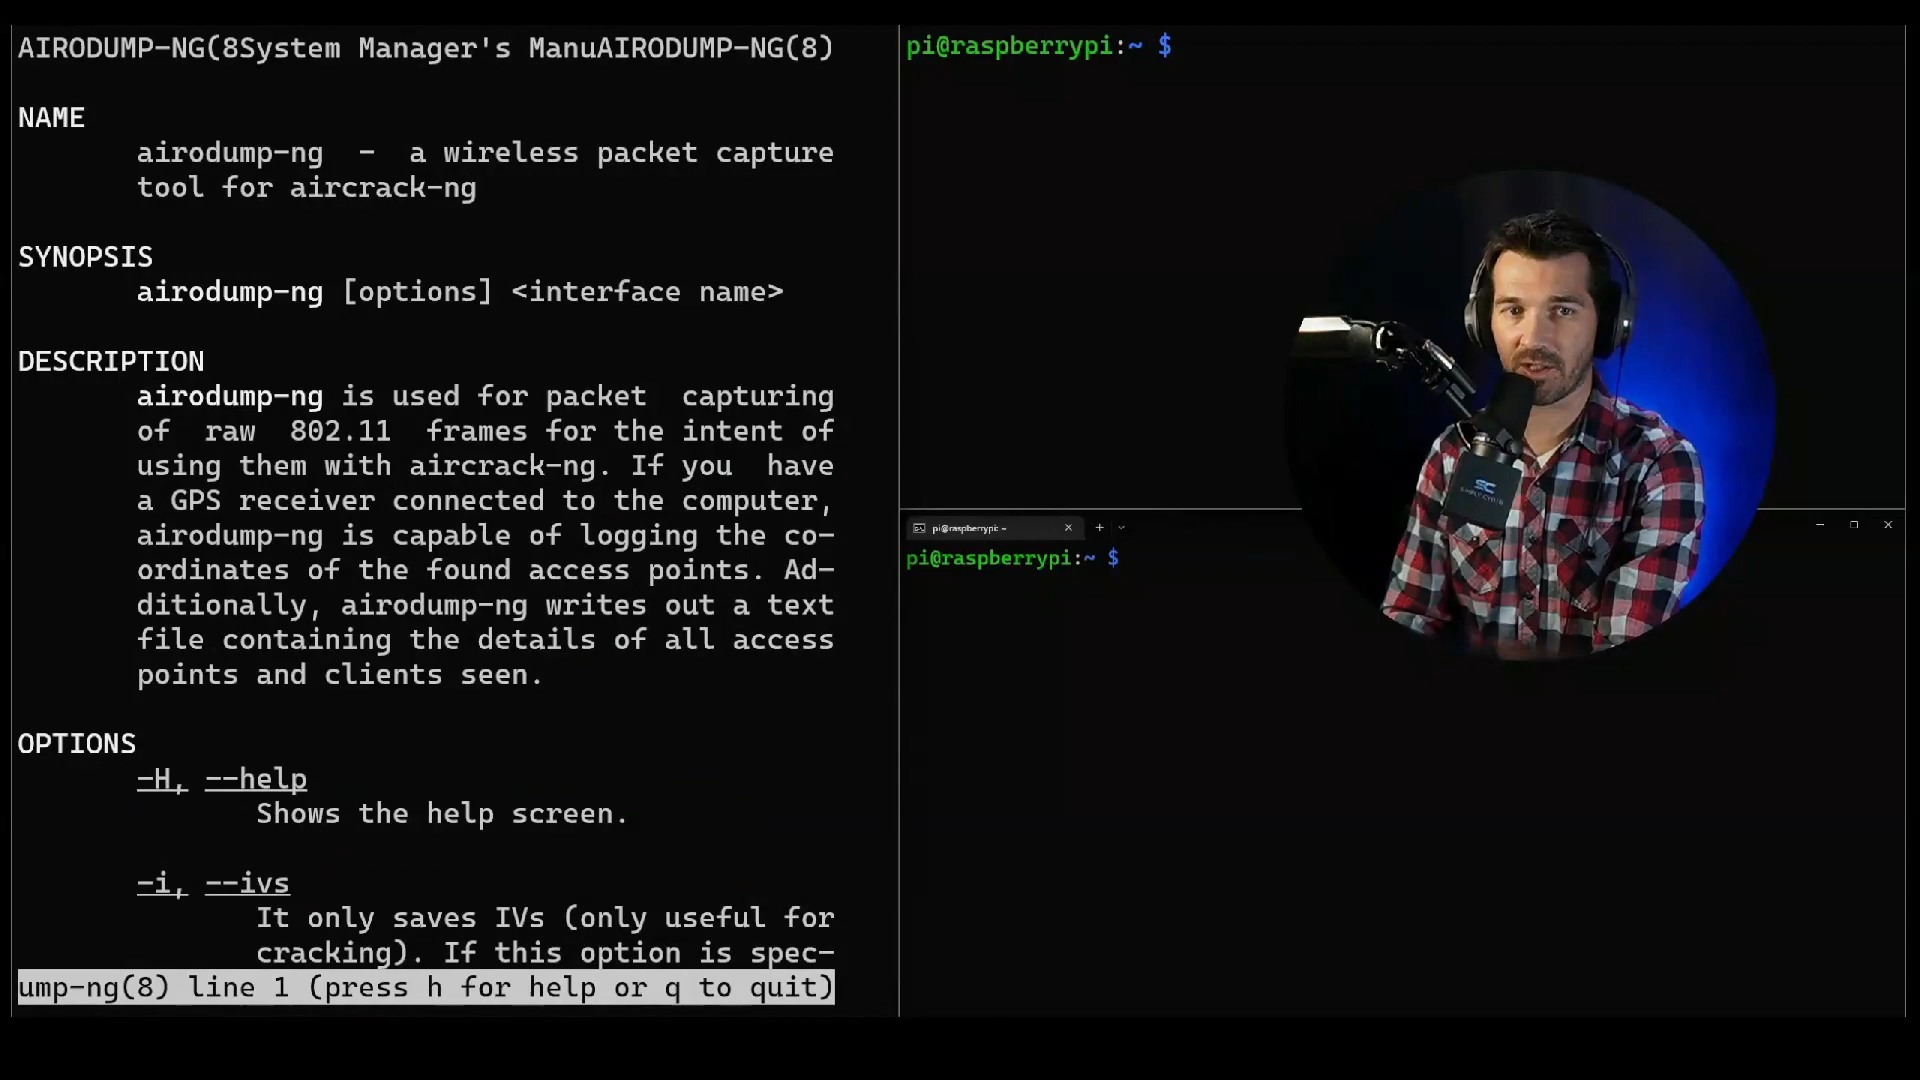 AIRODUMP-NG(8System Manager's ManuAIRODUMP-NG(8)
NAME
airodump-ng - a wireless packet capture
tool for aircrack-ng
SYNOPSIS
airodump-ng [options] <interface name>
DESCRIPTION
airodump-ng is used for packet capturing
of raw 802.11 frames for the intent of
using them with aircrack-ng. If you have
a GPS receiver connected to the computer,
airodump-ng is capable of logging the co-
ordinates of the found access points. Ad-
ditionally, airodump-ng writes out a text
file containing the details of all access
points and clients seen.
OPTIONS
-H, --help
Shows the help screen.
-i, --ivs
It only saves IVs (only useful for
cracking). If this option is spec-
ump-ng(8) line 1 (press h for help or q to quit)
pi@raspberrypi:~ $
pi@raspberrypi: ~
pi@raspberrypi:~ $
SC